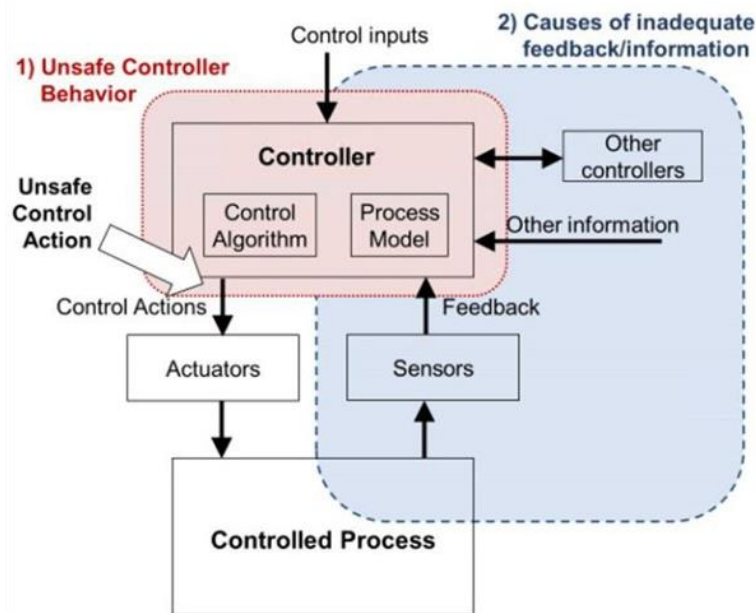 Control inputs
2) Causes of inadequate
feedback/information
1) Unsafe Controller
Behavior
Controller
Other
controllers
Unsafe
Control
Action
Control
Algorithm
Process
Model
Other information
Control Actions
Feedback
Actuators
Sensors
Controlled Process